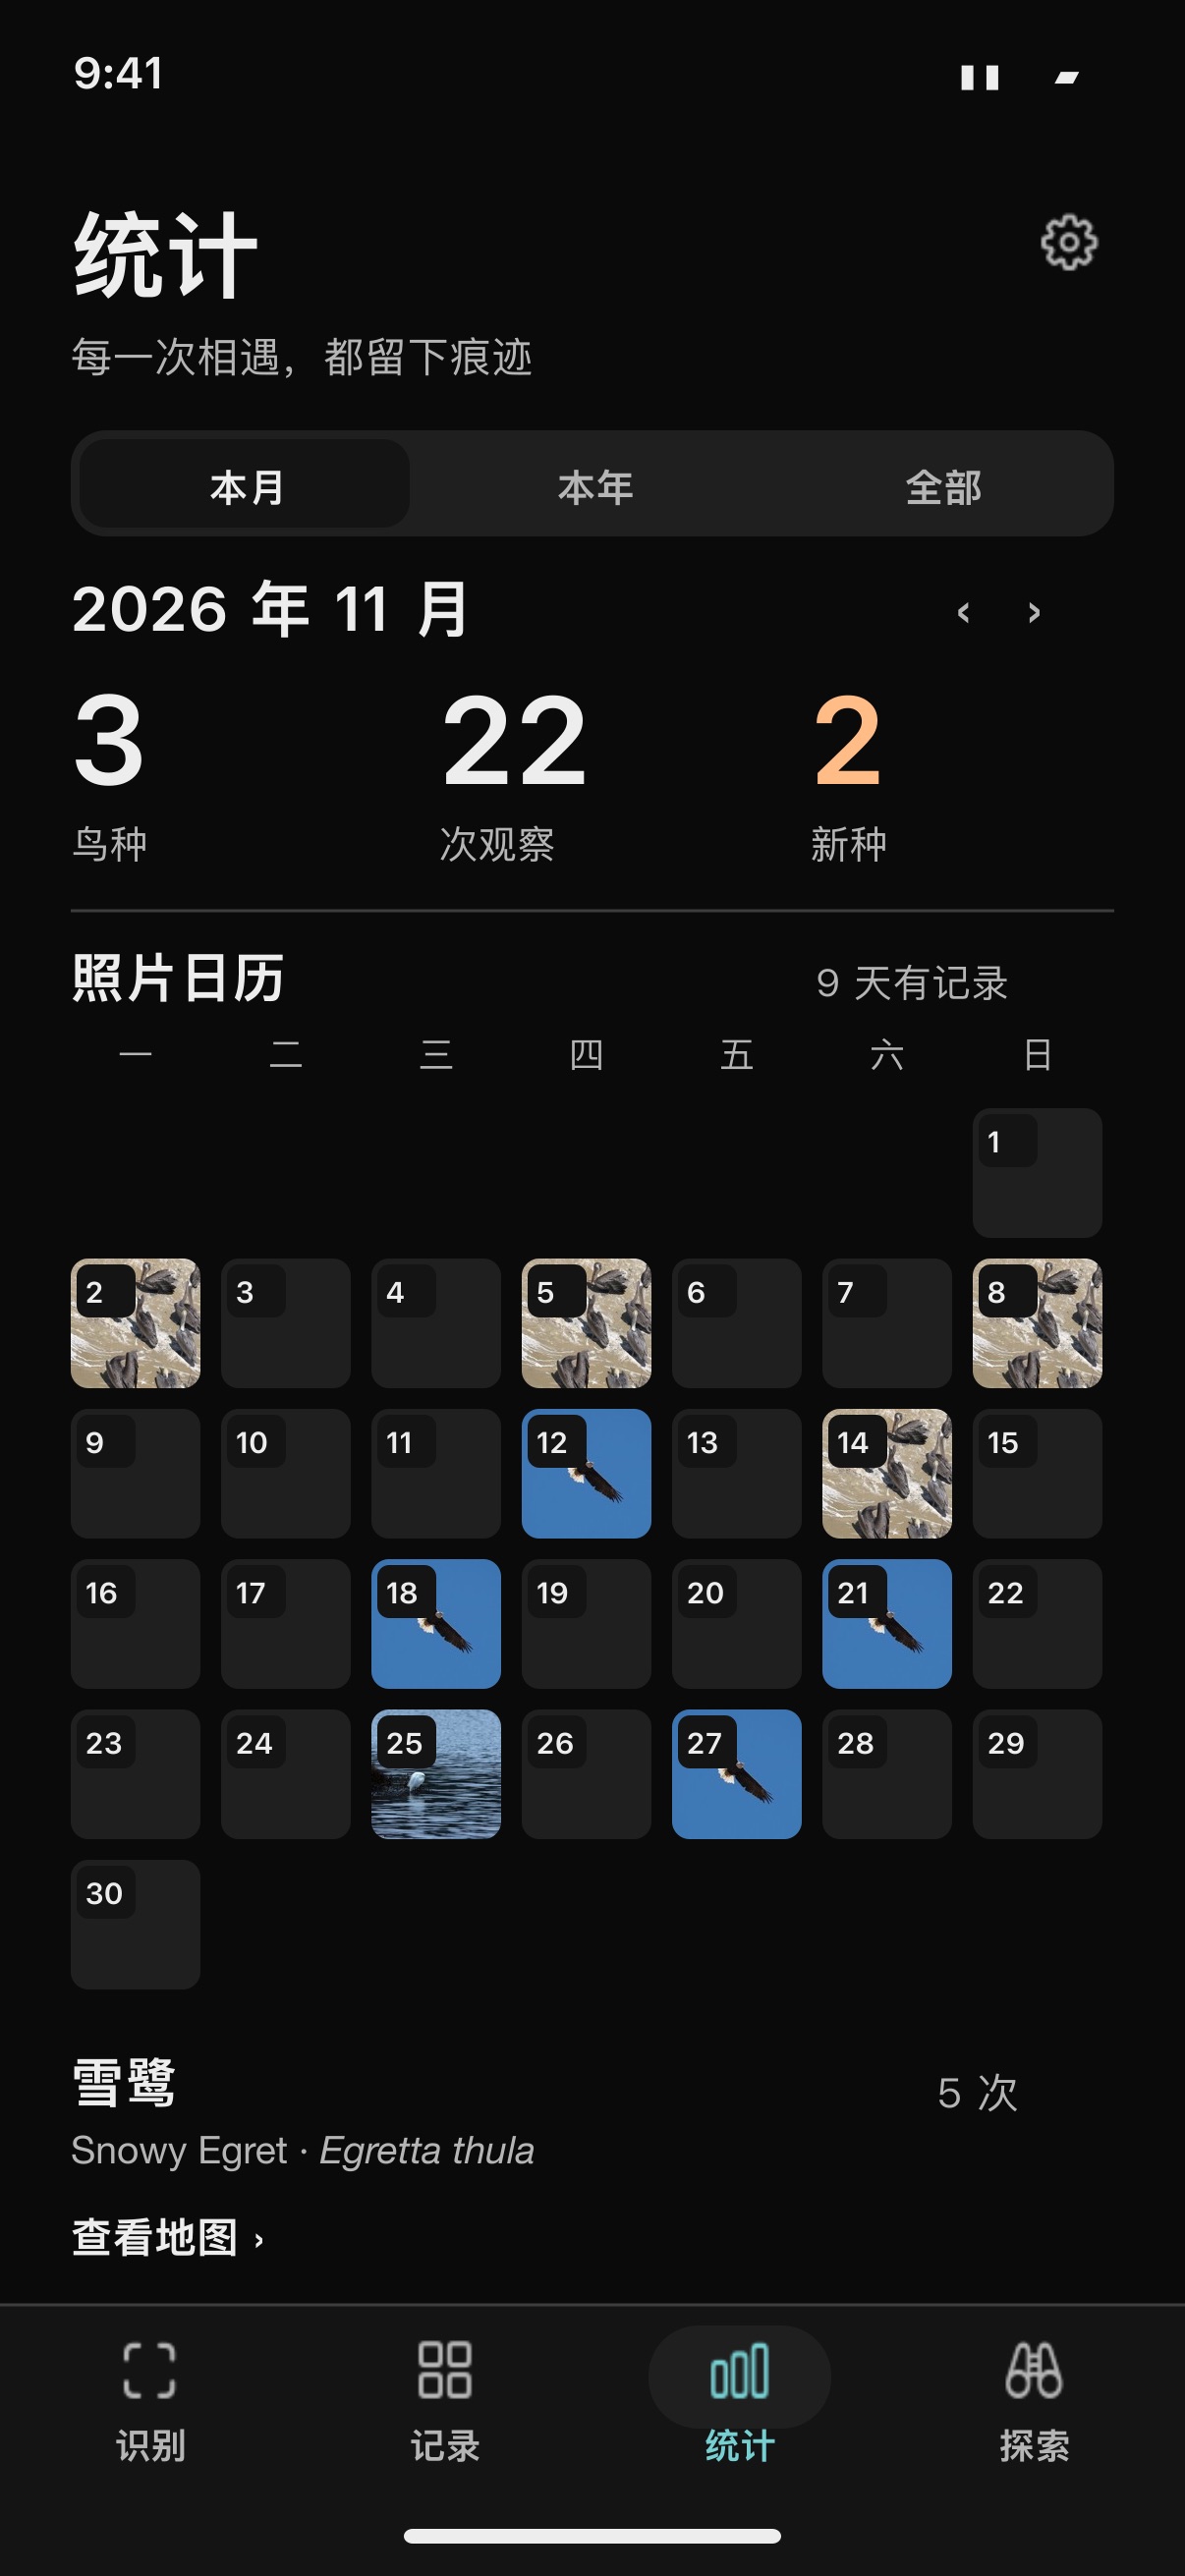 9:41
统计
每一次相遇，都留下痕迹
本月 本年 全部
2026 年 11 月 ‹ ›
3 22 2
鸟种 次观察 新种
照片日历 9 天有记录
一 二 三 四 五 六 日
1
2 3 4 5 6 7 8
9 10 11 12 13 14 15
16 17 18 19 20 21 22
23 24 25 26 27 28 29
30
雪鹭 5 次
Snowy Egret · Egretta thula
查看地图 ›
识别 记录 统计 探索